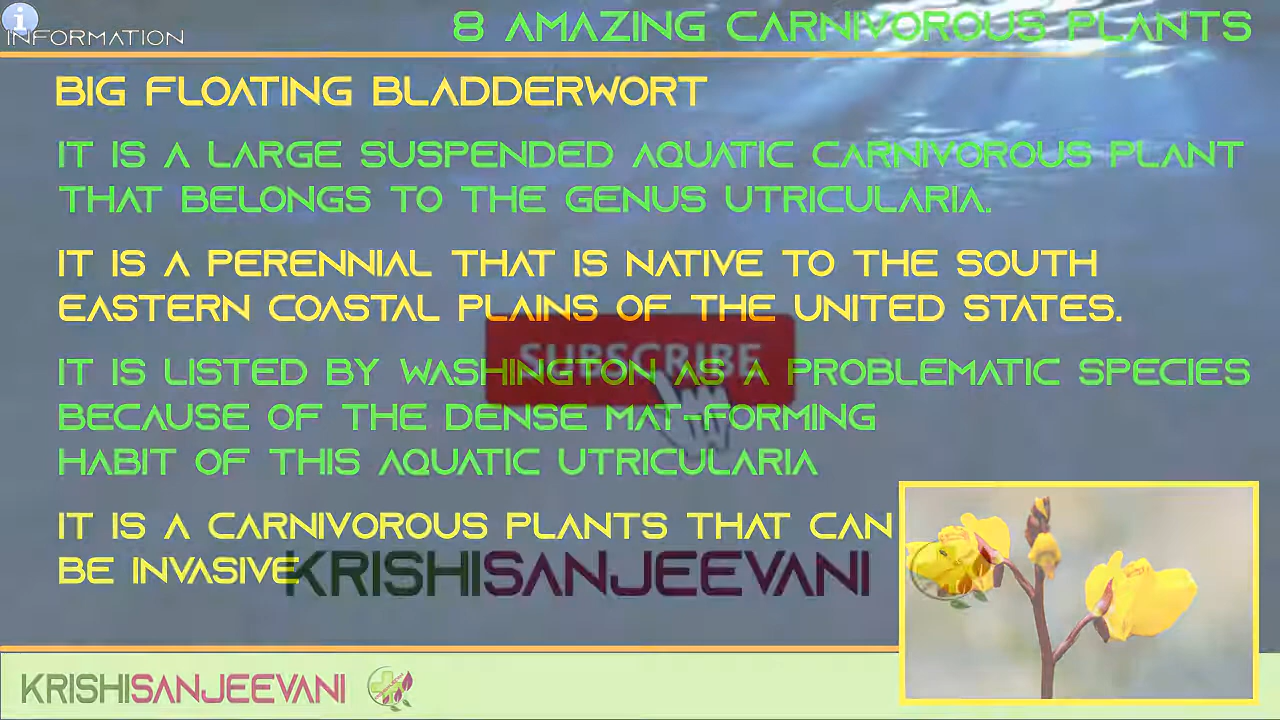 i
INFORMATION
8 AMAZING CARNIVOROUS PLANTS
BIG FLOATING BLADDERWORT
IT IS A LARGE SUSPENDED AQUATIC CARNIVOROUS PLANT
THAT BELONGS TO THE GENUS UTRICULARIA.
IT IS A PERENNIAL THAT IS NATIVE TO THE SOUTH
EASTERN COASTAL PLAINS OF THE UNITED STATES.
SUBSCRIBE
IT IS LISTED BY WASHINGTON AS A PROBLEMATIC SPECIES
BECAUSE OF THE DENSE MAT-FORMING
HABIT OF THIS AQUATIC UTRICULARIA
IT IS A CARNIVOROUS PLANTS THAT CAN
BE INVASIVE
KRISHISANJEEVANI
KRISHISANJEEVANI